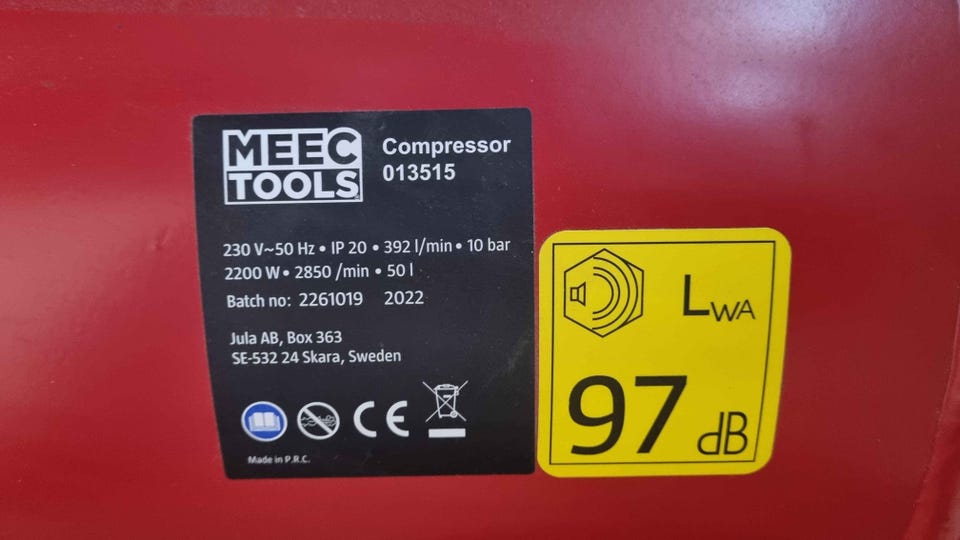 MEEC
TOOLS
Compressor
013515
230 V~50 Hz • IP 20 • 392 l/min • 10 bar
2200 W • 2850 /min • 50 l
Batch no: 2261019 2022
Jula AB, Box 363
SE-532 24 Skara, Sweden
CE
Made in P.R.C.
LWA
97 dB